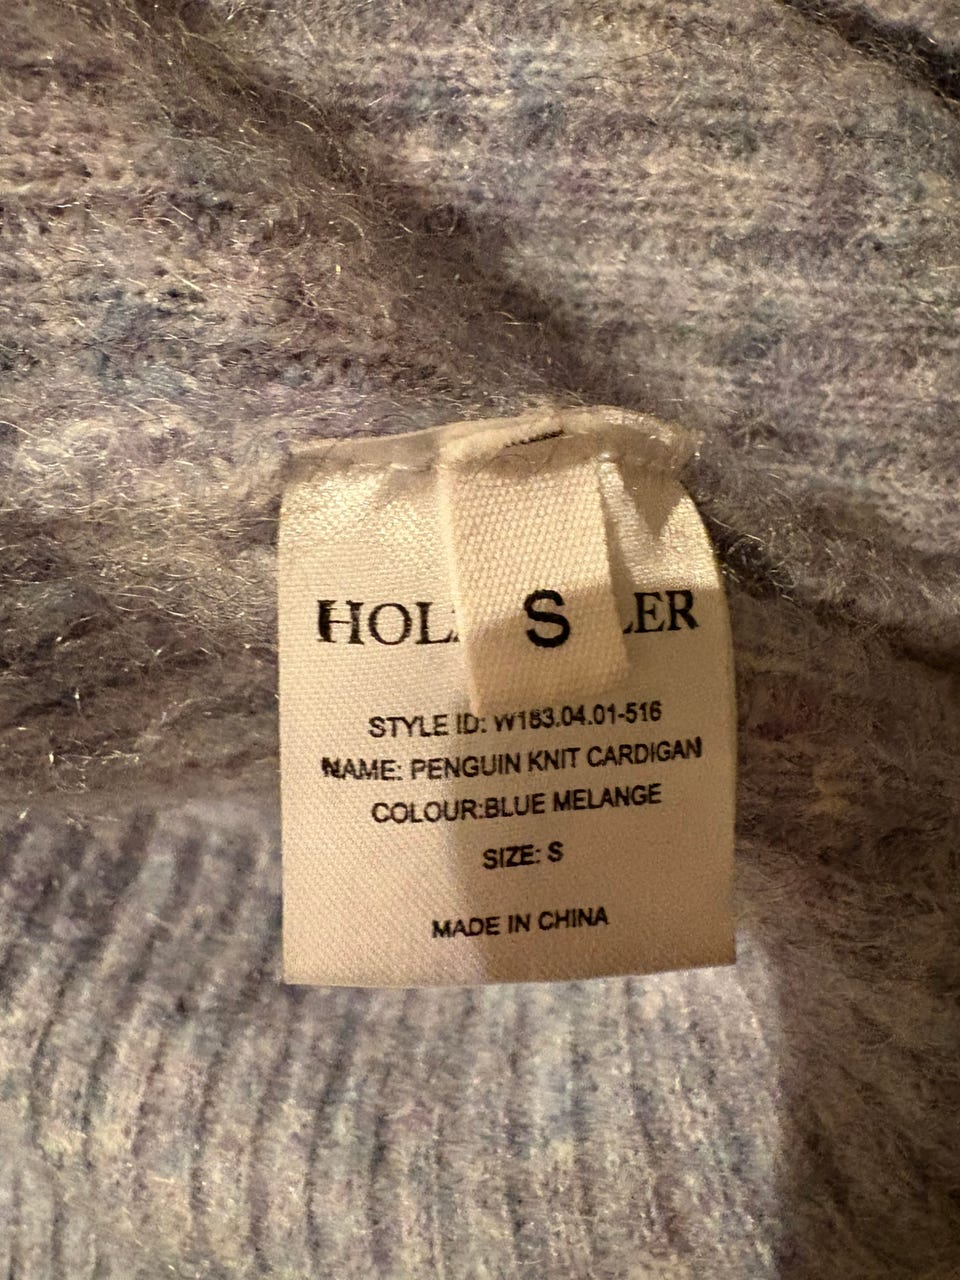 HOL
S
LER
STYLE ID: W183.04.01-516
NAME: PENGUIN KNIT CARDIGAN
COLOUR:BLUE MELANGE
SIZE: S
MADE IN CHINA